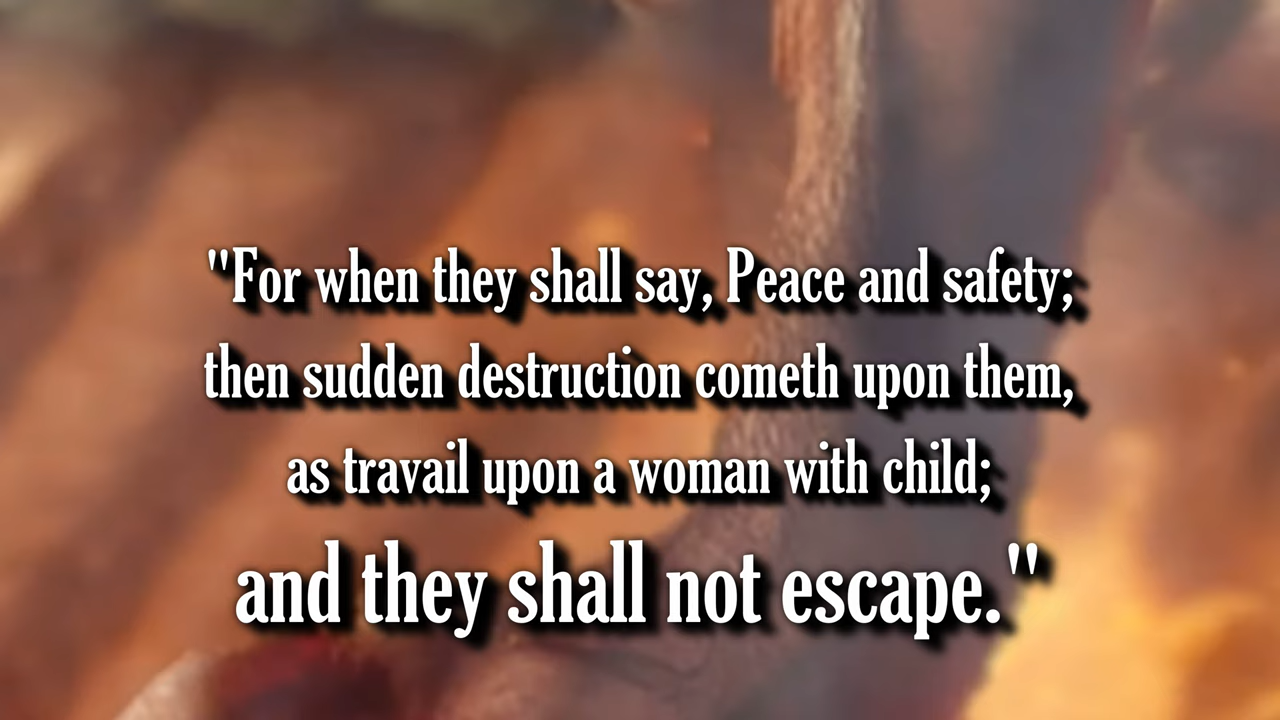 "For when they shall say, Peace and safety;
then sudden destruction cometh upon them,
as travail upon a woman with child;
and they shall not escape."